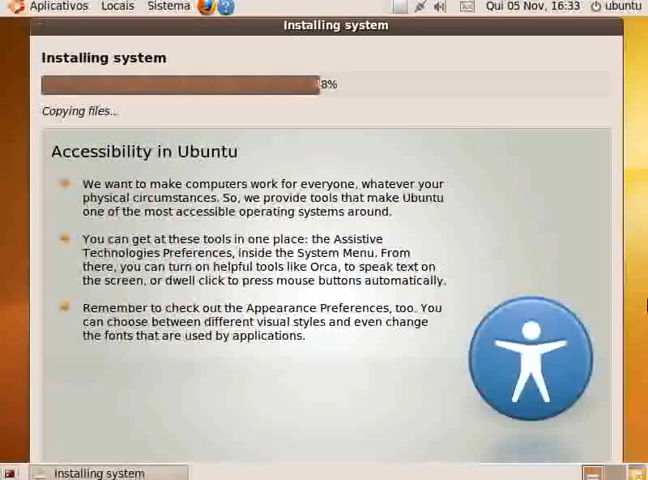 Aplicativos Locais Sistema Qui 05 Nov, 16:33 ubuntu
Installing system
Installing system
8%
Copying files...
Accessibility in Ubuntu
We want to make computers work for everyone, whatever your
physical circumstances. So, we provide tools that make Ubuntu
one of the most accessible operating systems around.
You can get at these tools in one place: the Assistive
Technologies Preferences, inside the System Menu. From
there, you can turn on helpful tools like Orca, to speak text on
the screen, or dwell click to press mouse buttons automatically.
Remember to check out the Appearance Preferences, too. You
can choose between different visual styles and even change
the fonts that are used by applications.
Installing system